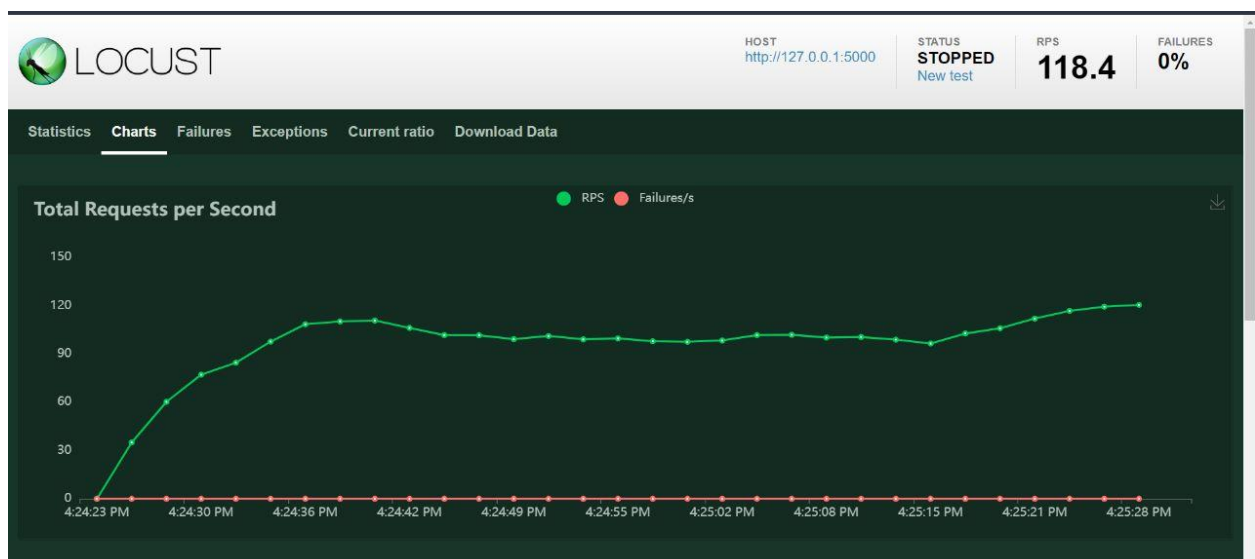 LOCUST
HOST
http://127.0.0.1:5000
STATUS
STOPPED
New test
RPS
118.4
FAILURES
0%
Statistics Charts Failures Exceptions Current ratio Download Data
Total Requests per Second
RPS Failures/s
150
120
90
60
30
0
4:24:23 PM 4:24:30 PM 4:24:36 PM 4:24:42 PM 4:24:49 PM 4:24:55 PM 4:25:02 PM 4:25:08 PM 4:25:15 PM 4:25:21 PM 4:25:28 PM